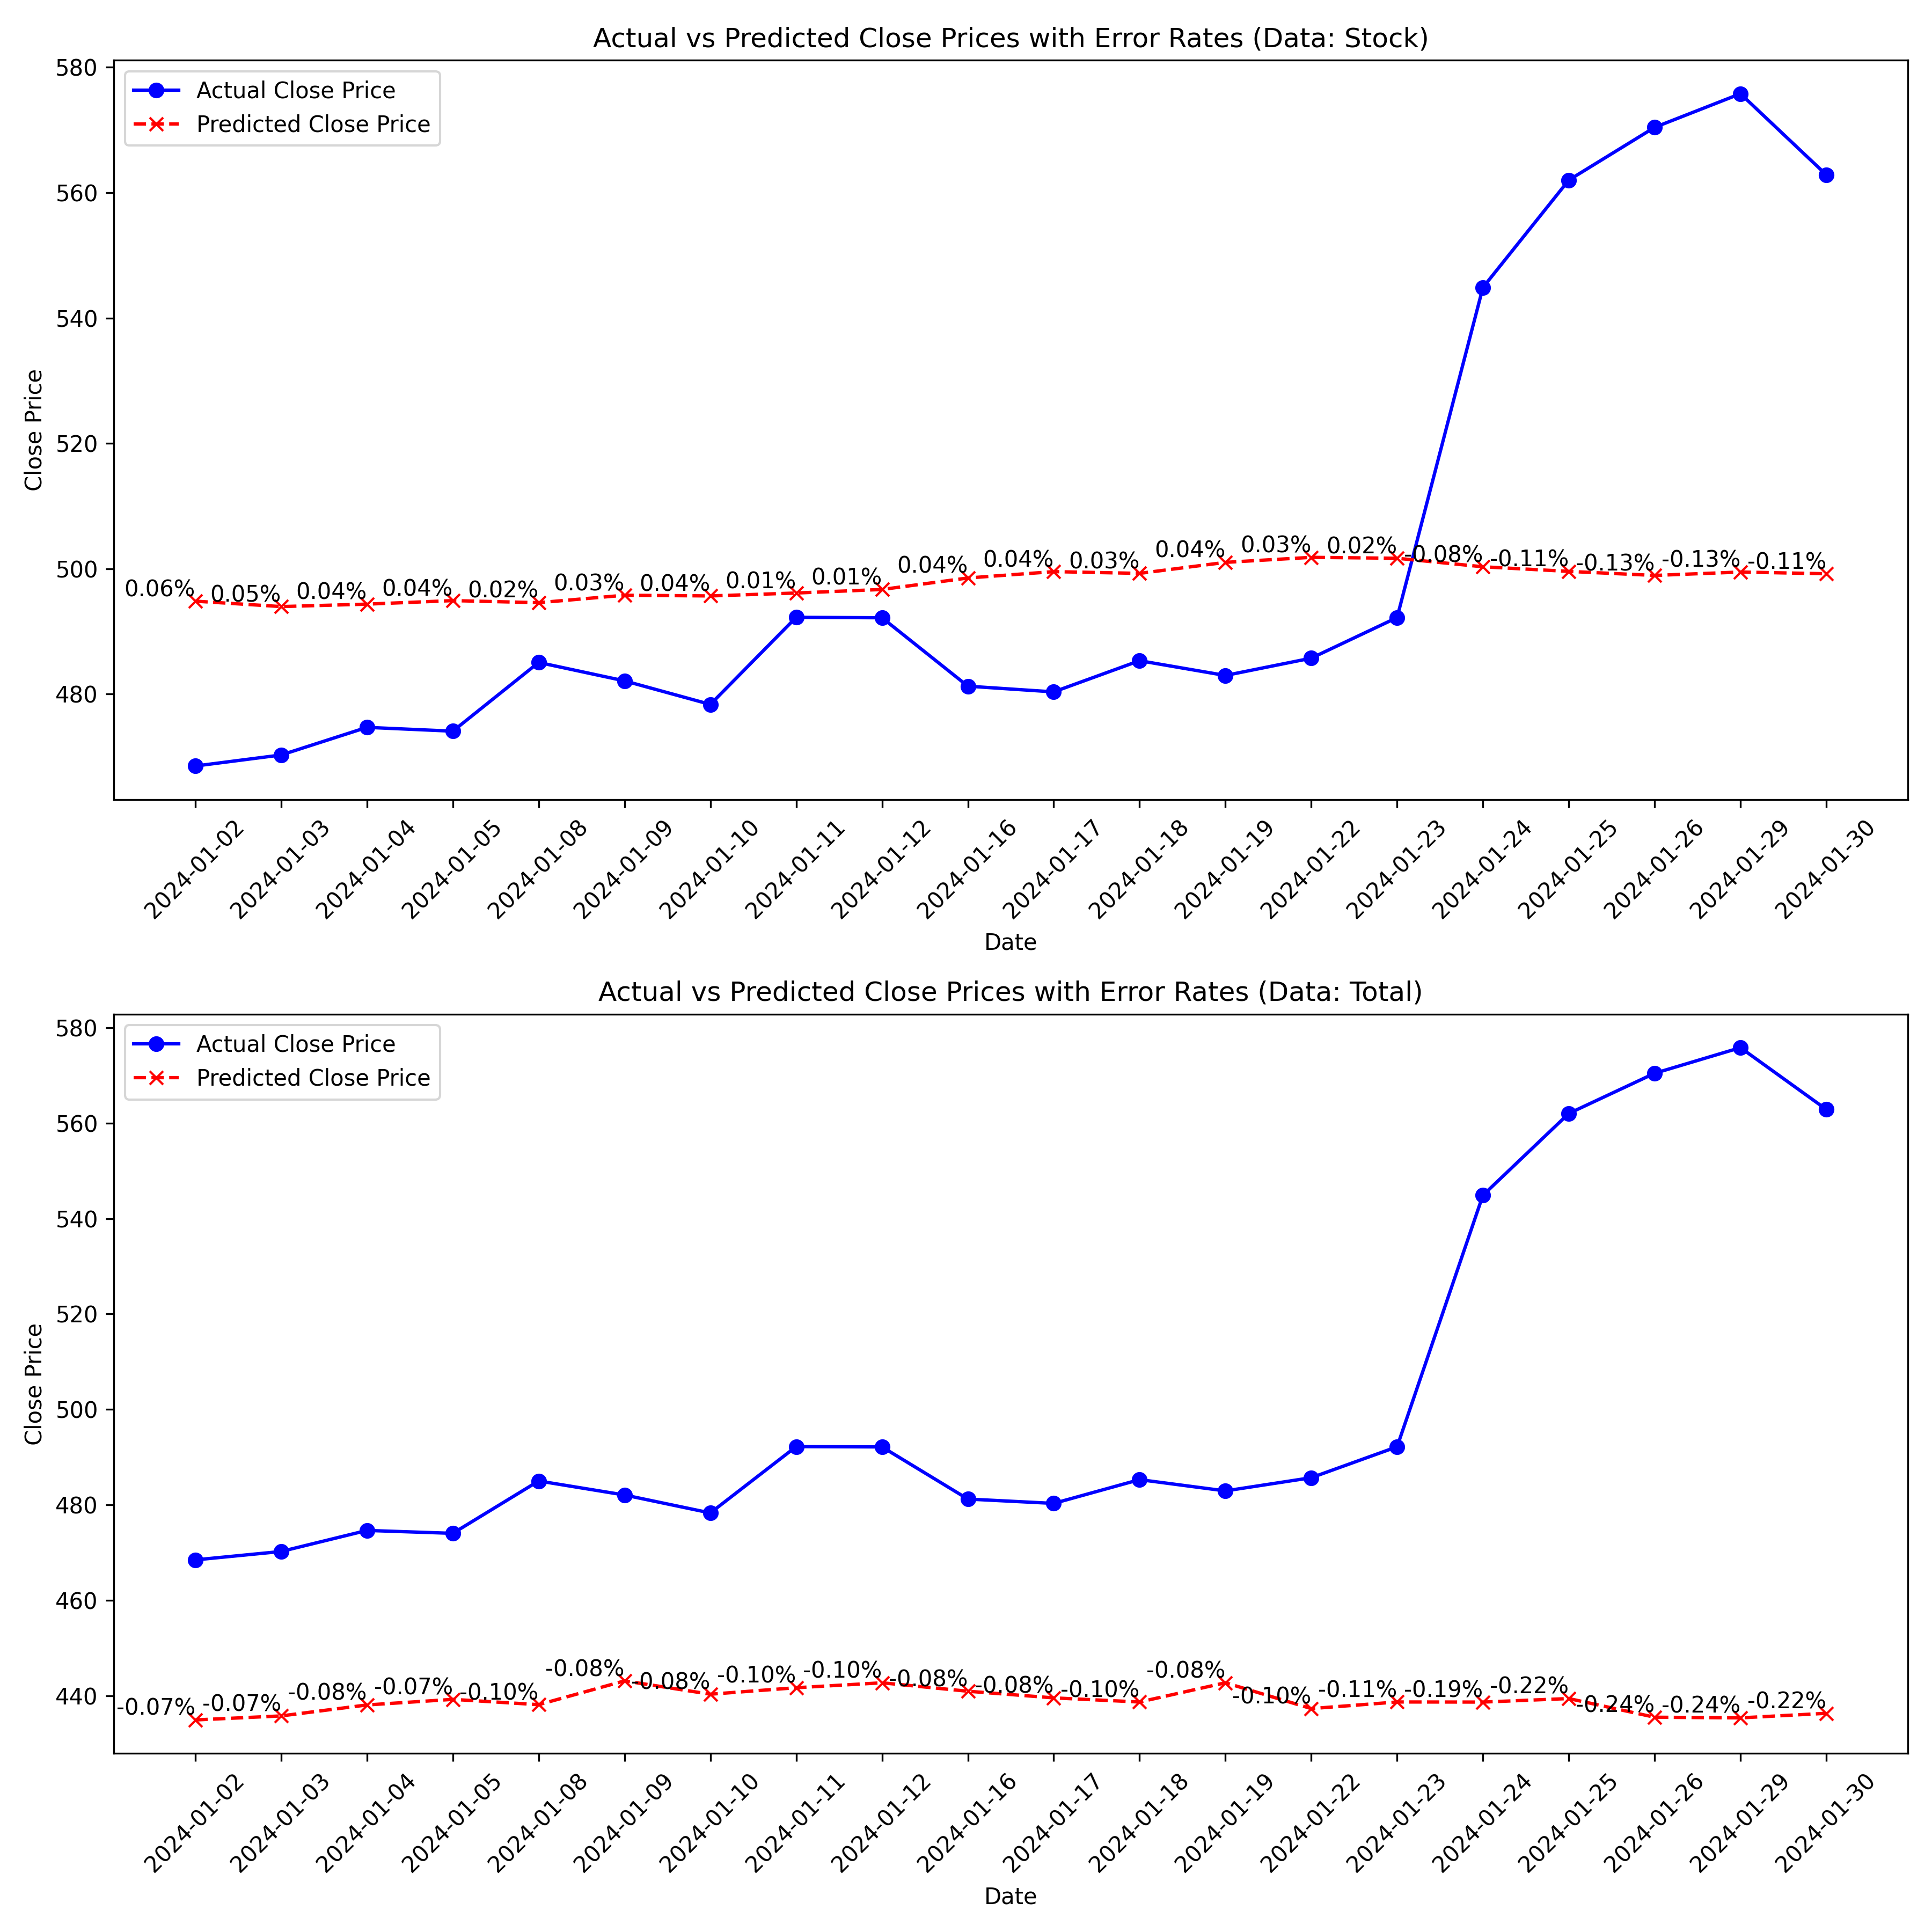 Actual vs Predicted Close Prices with Error Rates (Data: Stock)
Actual Close Price
Predicted Close Price
Close Price
580
560
540
520
500
480
0.06% 0.05% 0.04% 0.04% 0.02% 0.03% 0.04% 0.01% 0.01% 0.04% 0.04% 0.03% 0.04% 0.03% 0.02% -0.08% -0.11% -0.13% -0.13% -0.11%
2024-01-02 2024-01-03 2024-01-04 2024-01-05 2024-01-08 2024-01-09 2024-01-10 2024-01-11 2024-01-12 2024-01-16 2024-01-17 2024-01-18 2024-01-19 2024-01-22 2024-01-23 2024-01-24 2024-01-25 2024-01-26 2024-01-29 2024-01-30
Date
Actual vs Predicted Close Prices with Error Rates (Data: Total)
Actual Close Price
Predicted Close Price
Close Price
580
560
540
520
500
480
460
440
-0.07% -0.07% -0.08% -0.07% -0.10% -0.08% -0.08% -0.10% -0.10% -0.08% -0.08% -0.10% -0.08% -0.10% -0.11% -0.19% -0.22% -0.24% -0.24% -0.22%
2024-01-02 2024-01-03 2024-01-04 2024-01-05 2024-01-08 2024-01-09 2024-01-10 2024-01-11 2024-01-12 2024-01-16 2024-01-17 2024-01-18 2024-01-19 2024-01-22 2024-01-23 2024-01-24 2024-01-25 2024-01-26 2024-01-29 2024-01-30
Date